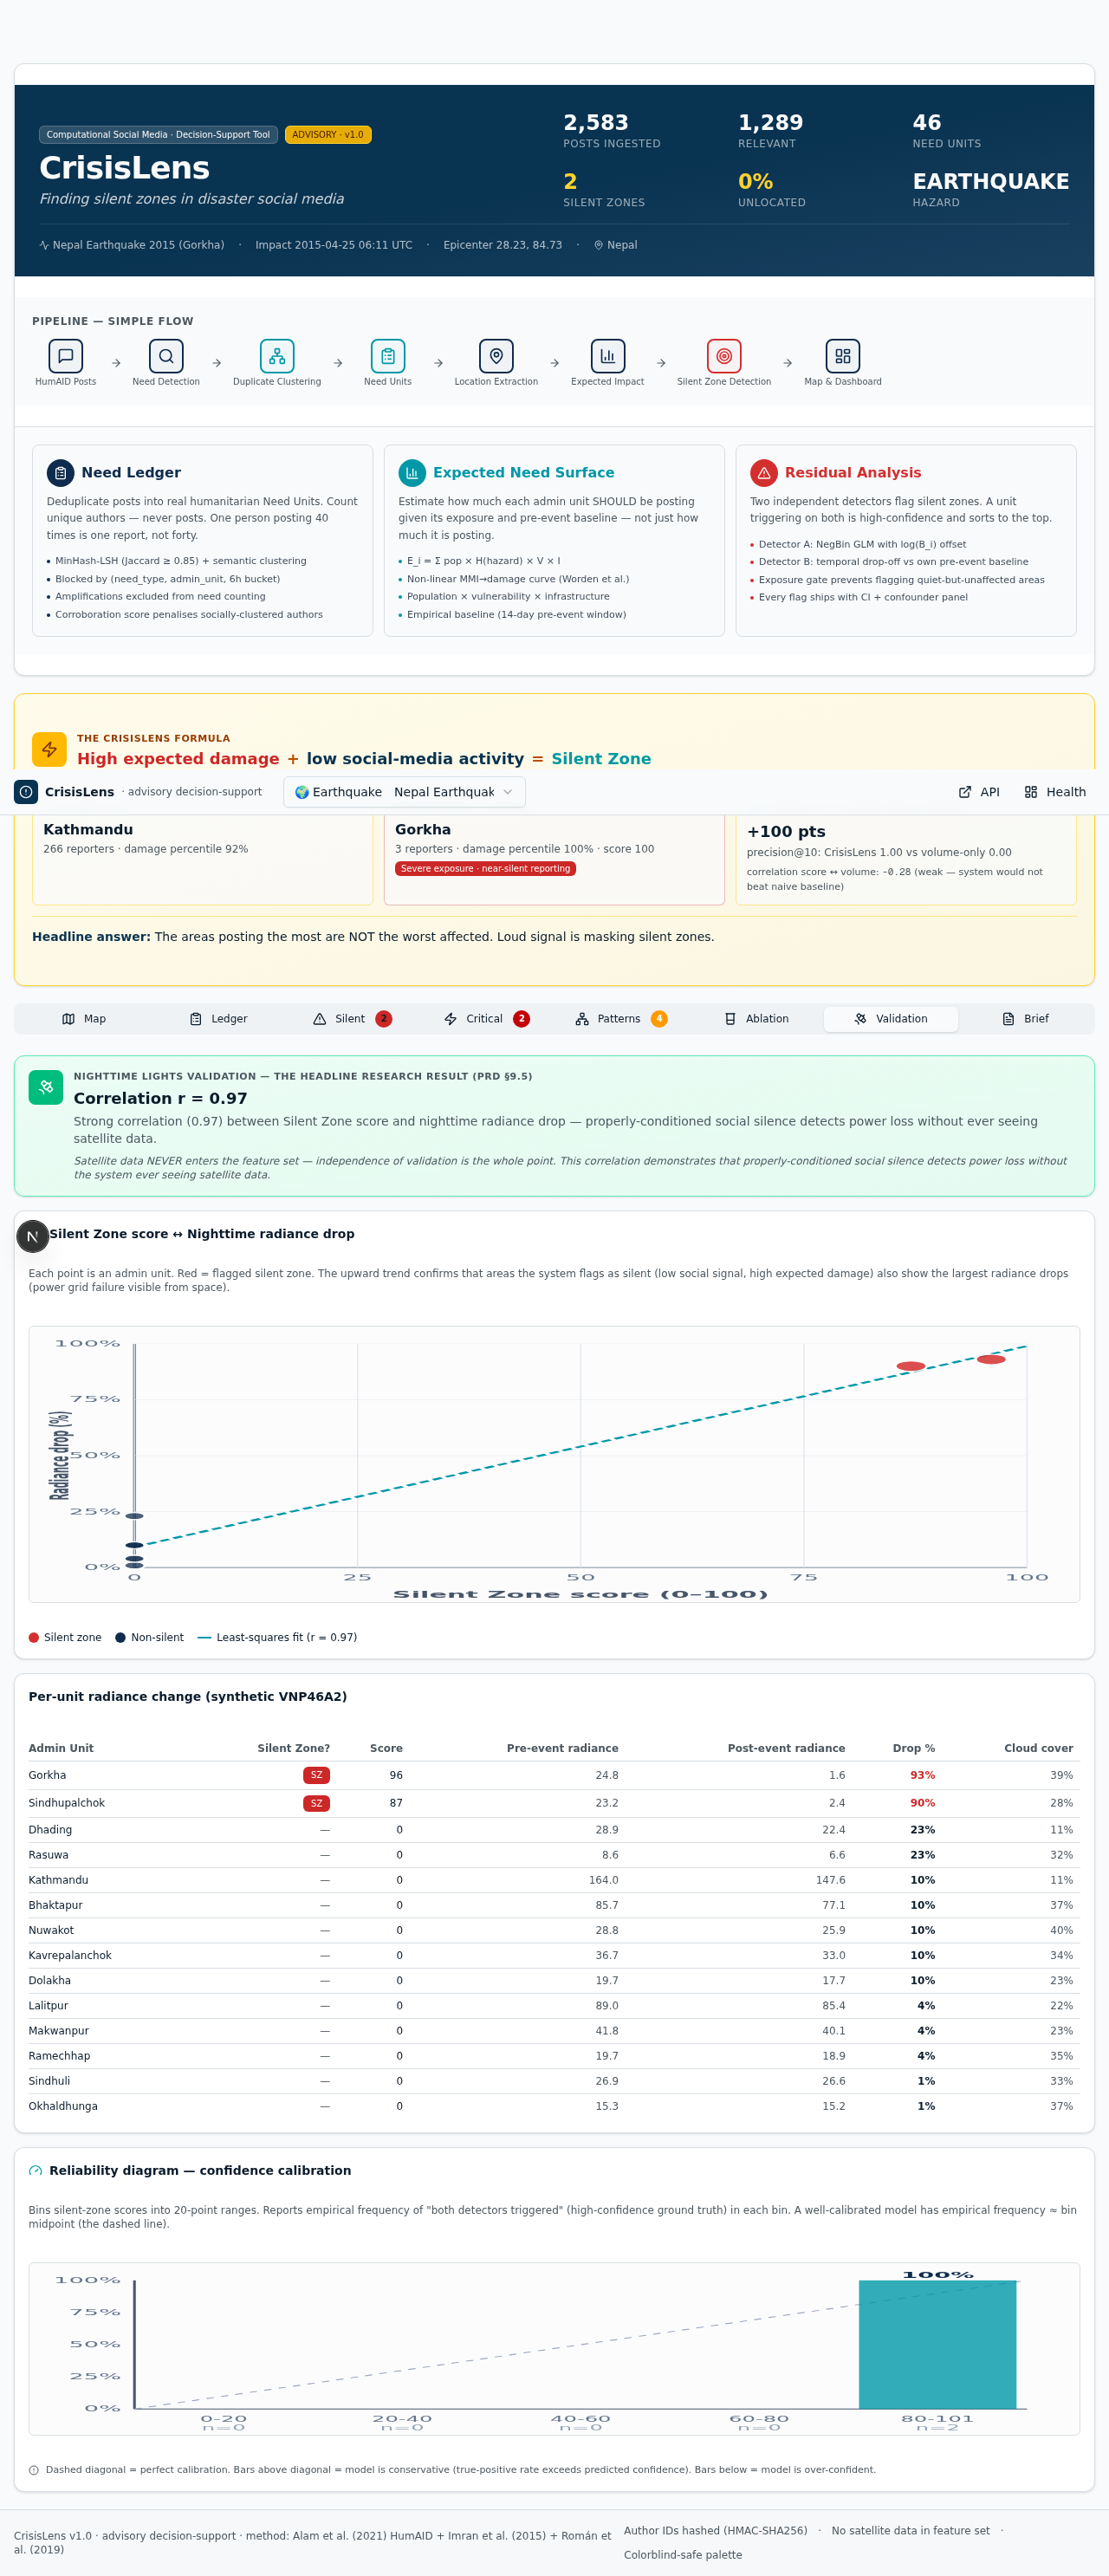 Computational Social Media · Decision-Support Tool
ADVISORY · v1.0
CrisisLens
Finding silent zones in disaster social media
2,583
POSTS INGESTED
1,289
RELEVANT
46
NEED UNITS
2
SILENT ZONES
0%
UNLOCATED
EARTHQUAKE
HAZARD
Nepal Earthquake 2015 (Gorkha) · Impact 2015-04-25 06:11 UTC · Epicenter 28.23, 84.73 · Nepal
PIPELINE — SIMPLE FLOW
HumAID Posts
Need Detection
Duplicate Clustering
Need Units
Location Extraction
Expected Impact
Silent Zone Detection
Map & Dashboard
Need Ledger
Deduplicate posts into real humanitarian Need Units. Count
unique authors — never posts. One person posting 40
times is one report, not forty.
• MinHash-LSH (Jaccard ≥ 0.85) + semantic clustering
• Blocked by (need_type, admin_unit, 6h bucket)
• Amplifications excluded from need counting
• Corroboration score penalises socially-clustered authors
Expected Need Surface
Estimate how much each admin unit SHOULD be posting
given its exposure and pre-event baseline — not just how
much it is posting.
• E_i = Σ pop × H(hazard) × V × I
• Non-linear MMI→damage curve (Worden et al.)
• Population × vulnerability × infrastructure
• Empirical baseline (14-day pre-event window)
Residual Analysis
Two independent detectors flag silent zones. A unit
triggering on both is high-confidence and sorts to the top.
• Detector A: NegBin GLM with log(B_i) offset
• Detector B: temporal drop-off vs own pre-event baseline
• Exposure gate prevents flagging quiet-but-unaffected areas
• Every flag ships with CI + confounder panel
THE CRISISLENS FORMULA
High expected damage + low social-media activity = Silent Zone
CrisisLens · advisory decision-support
Earthquake Nepal Earthquak
API
Health
Kathmandu
266 reporters · damage percentile 92%
Gorkha
3 reporters · damage percentile 100% · score 100
Severe exposure · near-silent reporting
+100 pts
precision@10: CrisisLens 1.00 vs volume-only 0.00
correlation score ↔ volume: -0.28 (weak — system would not
beat naive baseline)
Headline answer: The areas posting the most are NOT the worst affected. Loud signal is masking silent zones.
Map
Ledger
Silent 2
Critical 2
Patterns 4
Ablation
Validation
Brief
NIGHTTIME LIGHTS VALIDATION — THE HEADLINE RESEARCH RESULT (PRD §9.5)
Correlation r = 0.97
Strong correlation (0.97) between Silent Zone score and nighttime radiance drop — properly-conditioned social silence detects power loss without ever seeing
satellite data.
Satellite data NEVER enters the feature set — independence of validation is the whole point. This correlation demonstrates that properly-conditioned social silence detects power loss without
the system ever seeing satellite data.
N
Silent Zone score ↔ Nighttime radiance drop
Each point is an admin unit. Red = flagged silent zone. The upward trend confirms that areas the system flags as silent (low social signal, high expected damage) also show the largest radiance drops
(power grid failure visible from space).
100%
75%
50%
25%
0%
Radiance drop (%)
0 25 50 75 100
Silent Zone score (0–100)
Silent zone
Non-silent
Least-squares fit (r = 0.97)
Per-unit radiance change (synthetic VNP46A2)
Admin Unit Silent Zone? Score Pre-event radiance Post-event radiance Drop % Cloud cover
Gorkha SZ 96 24.8 1.6 93% 39%
Sindhupalchok SZ 87 23.2 2.4 90% 28%
Dhading — 0 28.9 22.4 23% 11%
Rasuwa — 0 8.6 6.6 23% 32%
Kathmandu — 0 164.0 147.6 10% 11%
Bhaktapur — 0 85.7 77.1 10% 37%
Nuwakot — 0 28.8 25.9 10% 40%
Kavrepalanchok — 0 36.7 33.0 10% 34%
Dolakha — 0 19.7 17.7 10% 23%
Lalitpur — 0 89.0 85.4 4% 22%
Makwanpur — 0 41.8 40.1 4% 23%
Ramechhap — 0 19.7 18.9 4% 35%
Sindhuli — 0 26.9 26.6 1% 33%
Okhaldhunga — 0 15.3 15.2 1% 37%
Reliability diagram — confidence calibration
Bins silent-zone scores into 20-point ranges. Reports empirical frequency of "both detectors triggered" (high-confidence ground truth) in each bin. A well-calibrated model has empirical frequency ≈ bin
midpoint (the dashed line).
100%
100%
75%
50%
25%
0%
0-20 20-40 40-60 60-80 80-101
n=0 n=0 n=0 n=0 n=2
Dashed diagonal = perfect calibration. Bars above diagonal = model is conservative (true-positive rate exceeds predicted confidence). Bars below = model is over-confident.
CrisisLens v1.0 · advisory decision-support · method: Alam et al. (2021) HumAID + Imran et al. (2015) + Román et
al. (2019)
Author IDs hashed (HMAC-SHA256) · No satellite data in feature set ·
Colorblind-safe palette